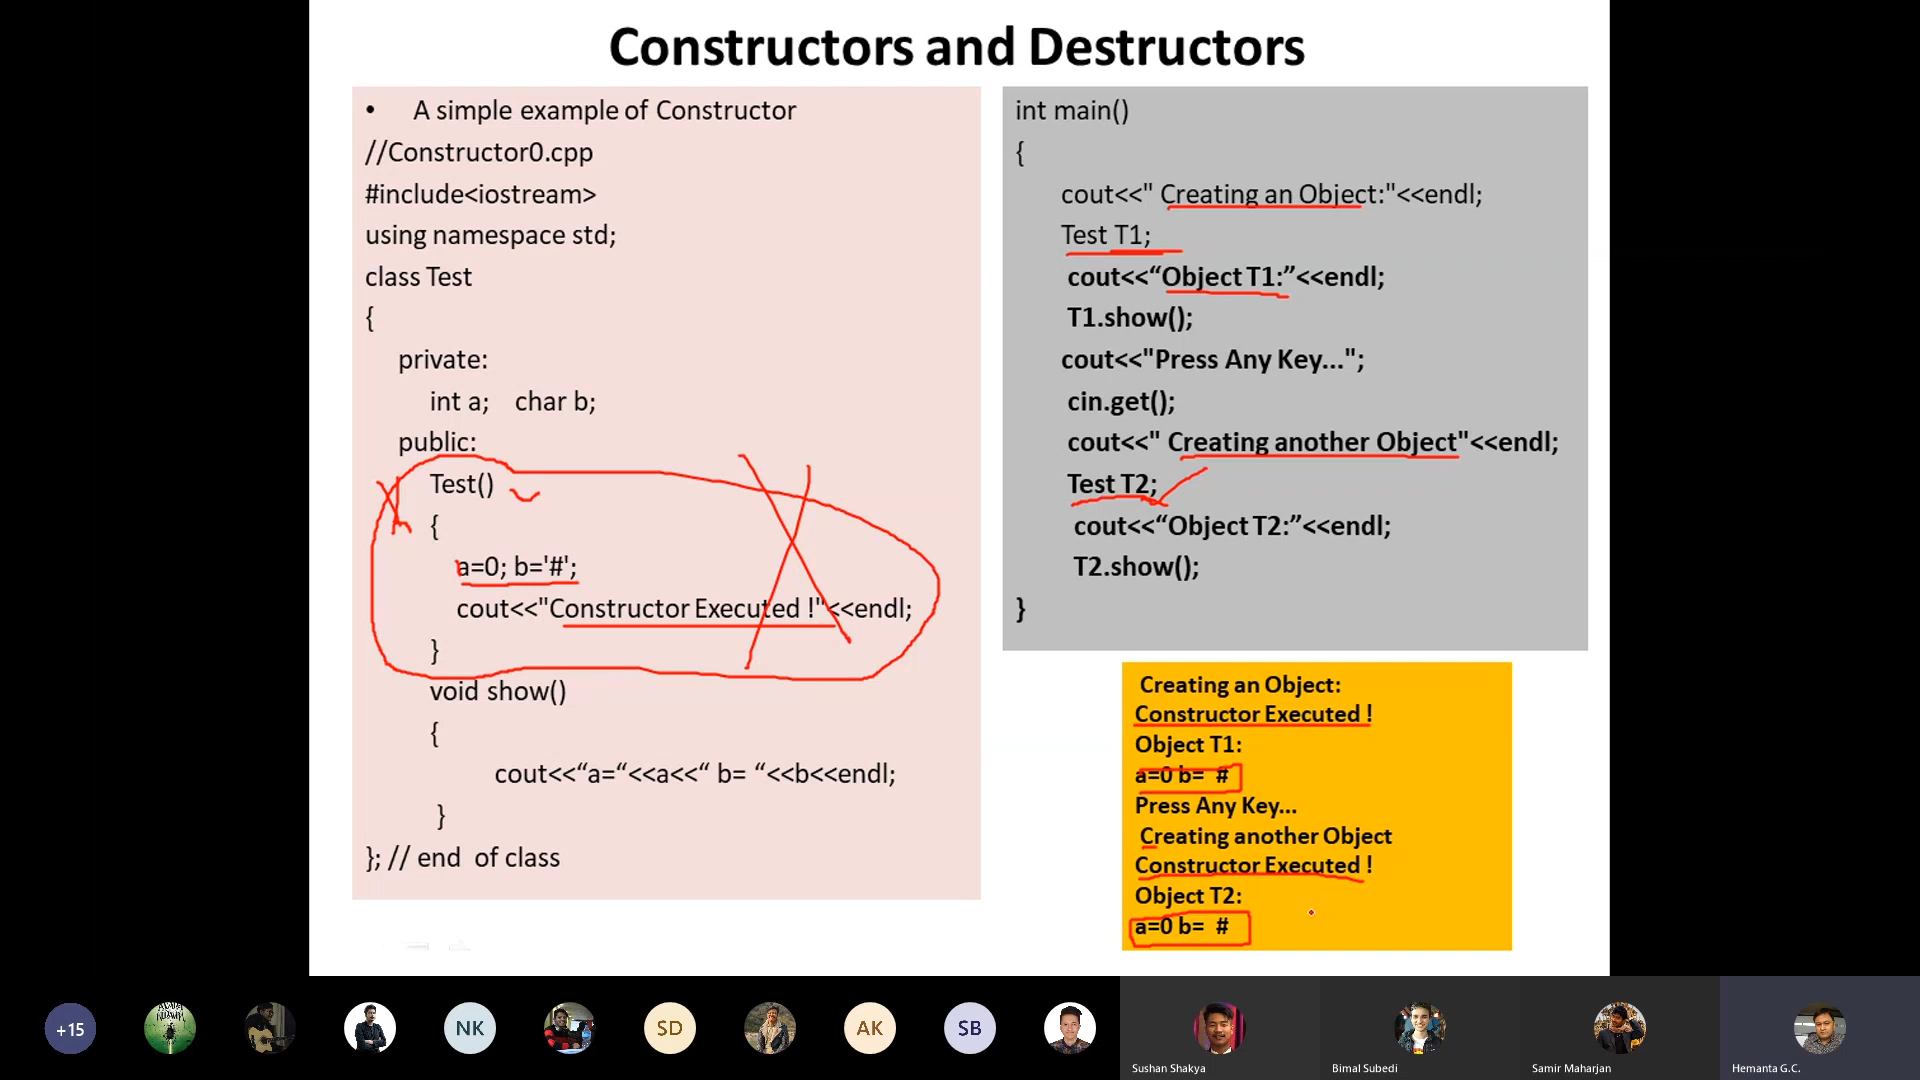 Constructors and Destructors
• A simple example of Constructor
//Constructor0.cpp
#include<iostream>
using namespace std;
class Test
{
private:
int a; char b;
public:
Test()
{
a=0; b='#';
cout<<"Constructor Executed !"<<endl;
}
void show()
{
cout<<“a=“<<a<<“ b= “<<b<<endl;
}
}; // end of class
int main()
{
cout<<" Creating an Object:"<<endl;
Test T1;
cout<<“Object T1:”<<endl;
T1.show();
cout<<"Press Any Key...";
cin.get();
cout<<" Creating another Object"<<endl;
Test T2;
cout<<“Object T2:”<<endl;
T2.show();
}
Creating an Object:
Constructor Executed !
Object T1:
a=0 b= #
Press Any Key...
Creating another Object
Constructor Executed !
Object T2:
a=0 b= #
+15
NK
SD
AK
SB
Sushan Shakya
Bimal Subedi
Samir Maharjan
Hemanta G.C.